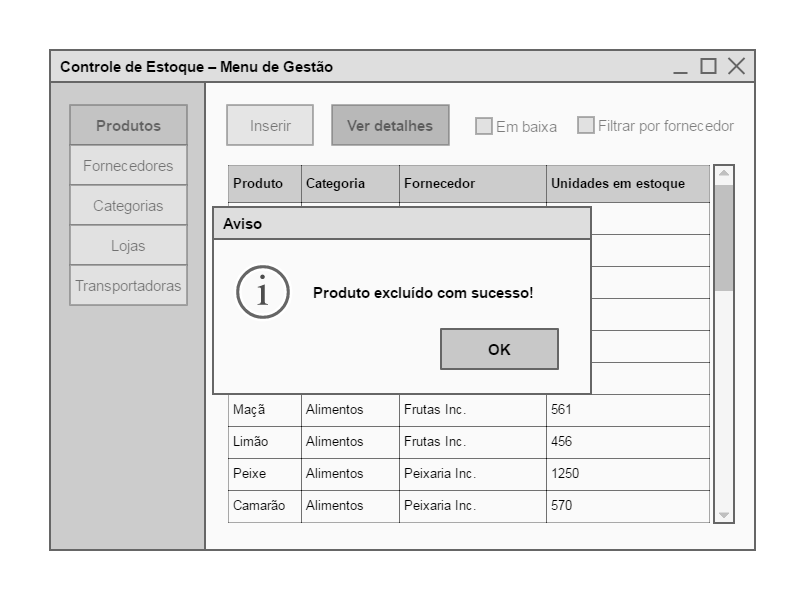 Controle de Estoque – Menu de Gestão
Produtos
Fornecedores
Categorias
Lojas
Transportadoras
Inserir
Ver detalhes
Em baixa
Filtrar por fornecedor
Produto Categoria Fornecedor Unidades em estoque
Aviso
i
Produto excluído com sucesso!
OK
Maçã Alimentos Frutas Inc. 561
Limão Alimentos Frutas Inc. 456
Peixe Alimentos Peixaria Inc. 1250
Camarão Alimentos Peixaria Inc. 570